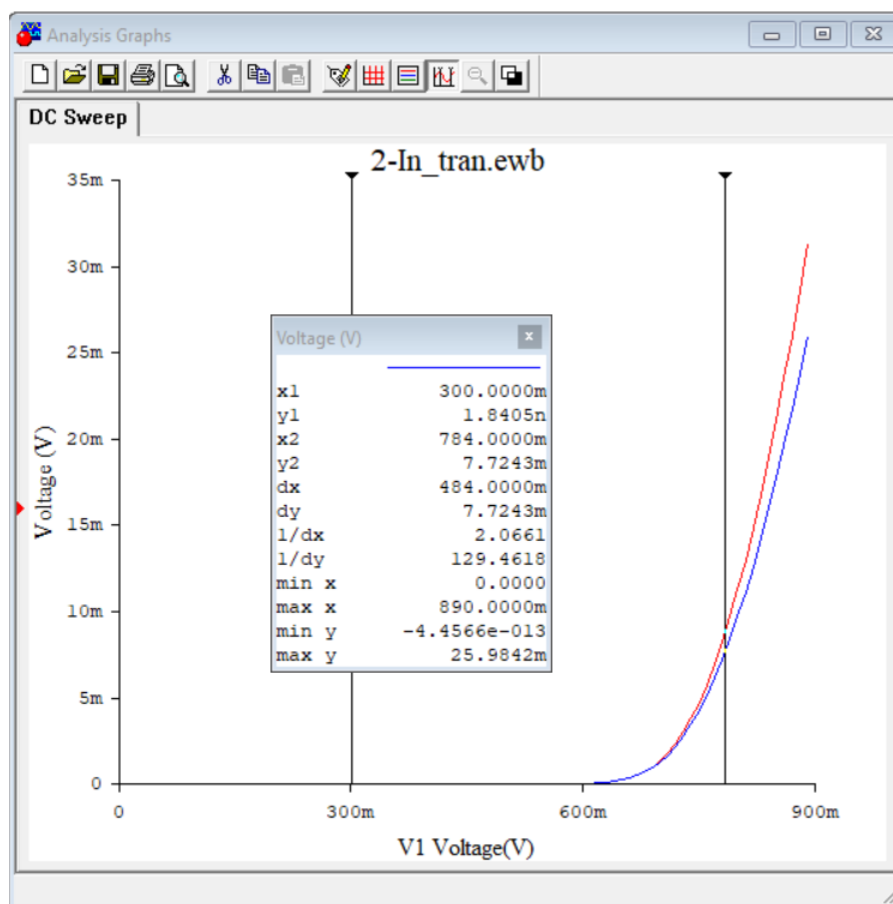 Analysis Graphs
DC Sweep
2-In_tran.ewb
35m
30m
25m
20m
15m
10m
5m
0
Voltage (V)
Voltage (V)
x1 300.0000m
y1 1.8405n
x2 784.0000m
y2 7.7243m
dx 484.0000m
dy 7.7243m
1/dx 2.0661
1/dy 129.4618
min x 0.0000
max x 890.0000m
min y -4.4566e-013
max y 25.9842m
0 300m 600m 900m
V1 Voltage(V)